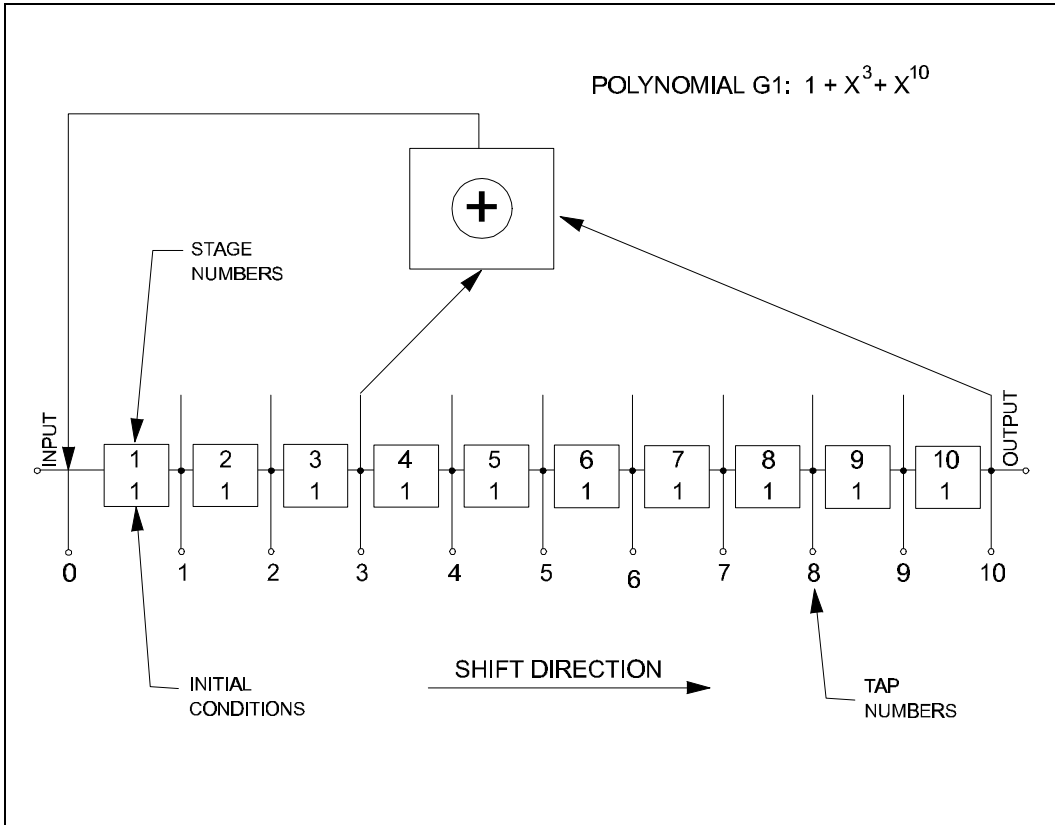 POLYNOMIAL G1: 1 + X³ + X¹⁰
+
STAGE
NUMBERS
INPUT
OUTPUT
1 2 3 4 5 6 7 8 9 10
1 1 1 1 1 1 1 1 1 1
0 1 2 3 4 5 6 7 8 9 10
SHIFT DIRECTION
INITIAL
CONDITIONS
TAP
NUMBERS